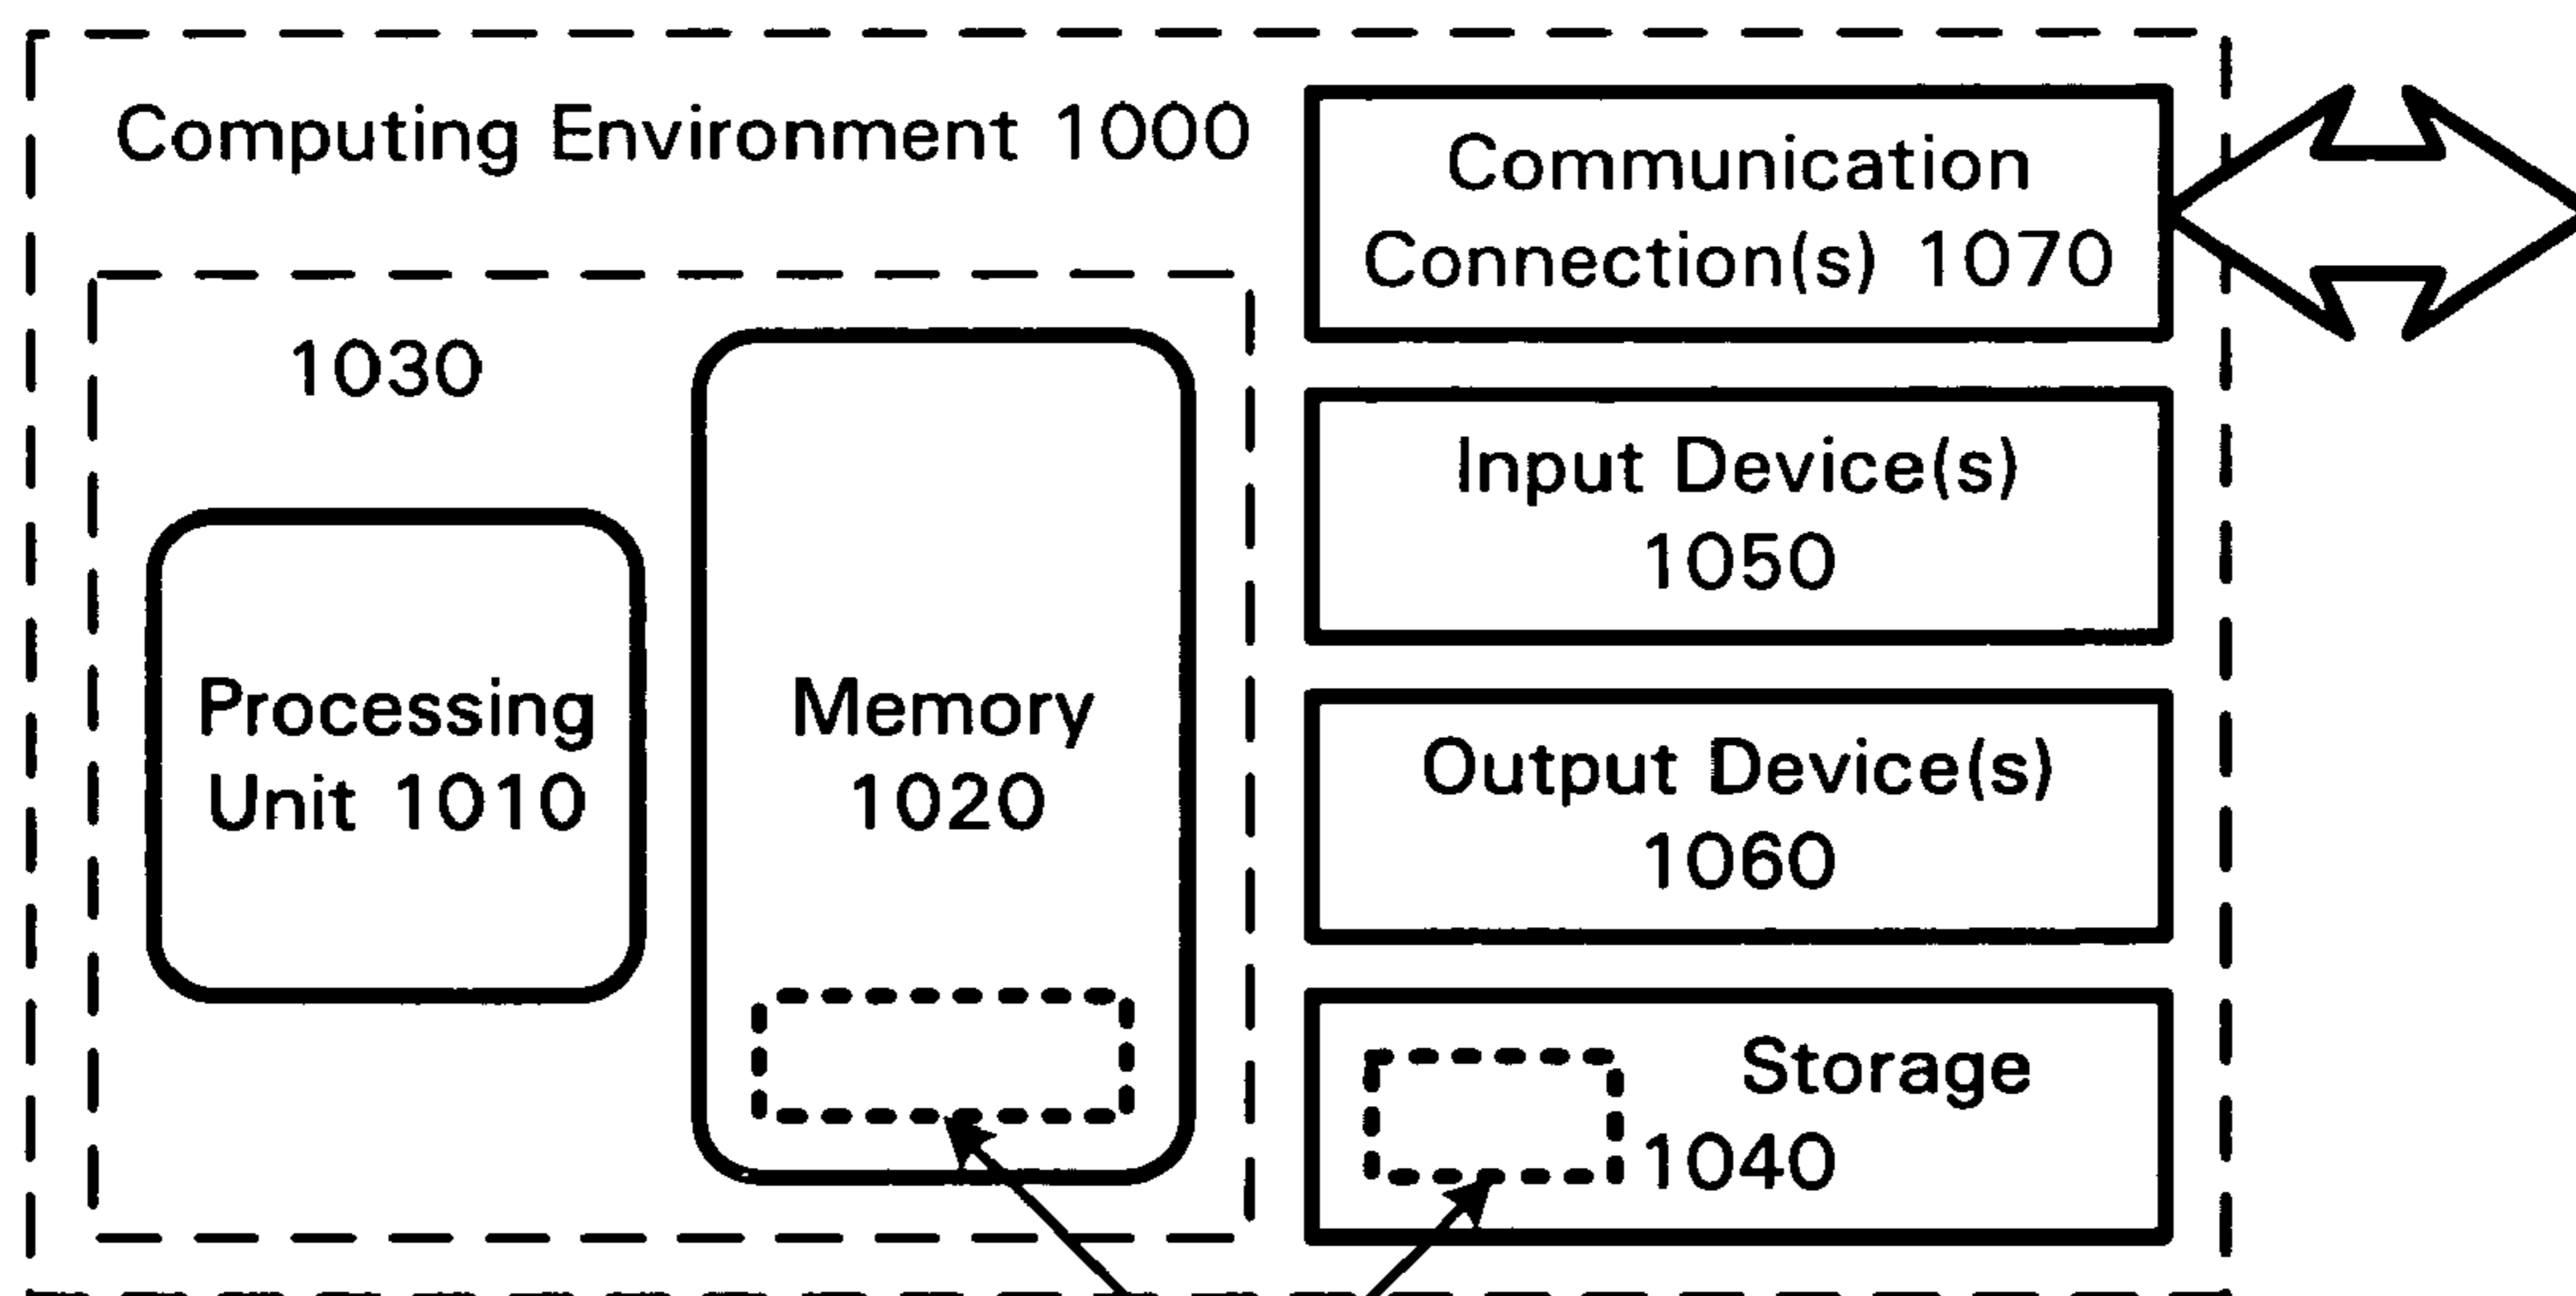 Computing Environment 1000
Communication
Connection(s) 1070
1030
Input Device(s)
1050
Processing
Unit 1010
Memory
1020
Output Device(s)
1060
Storage
1040